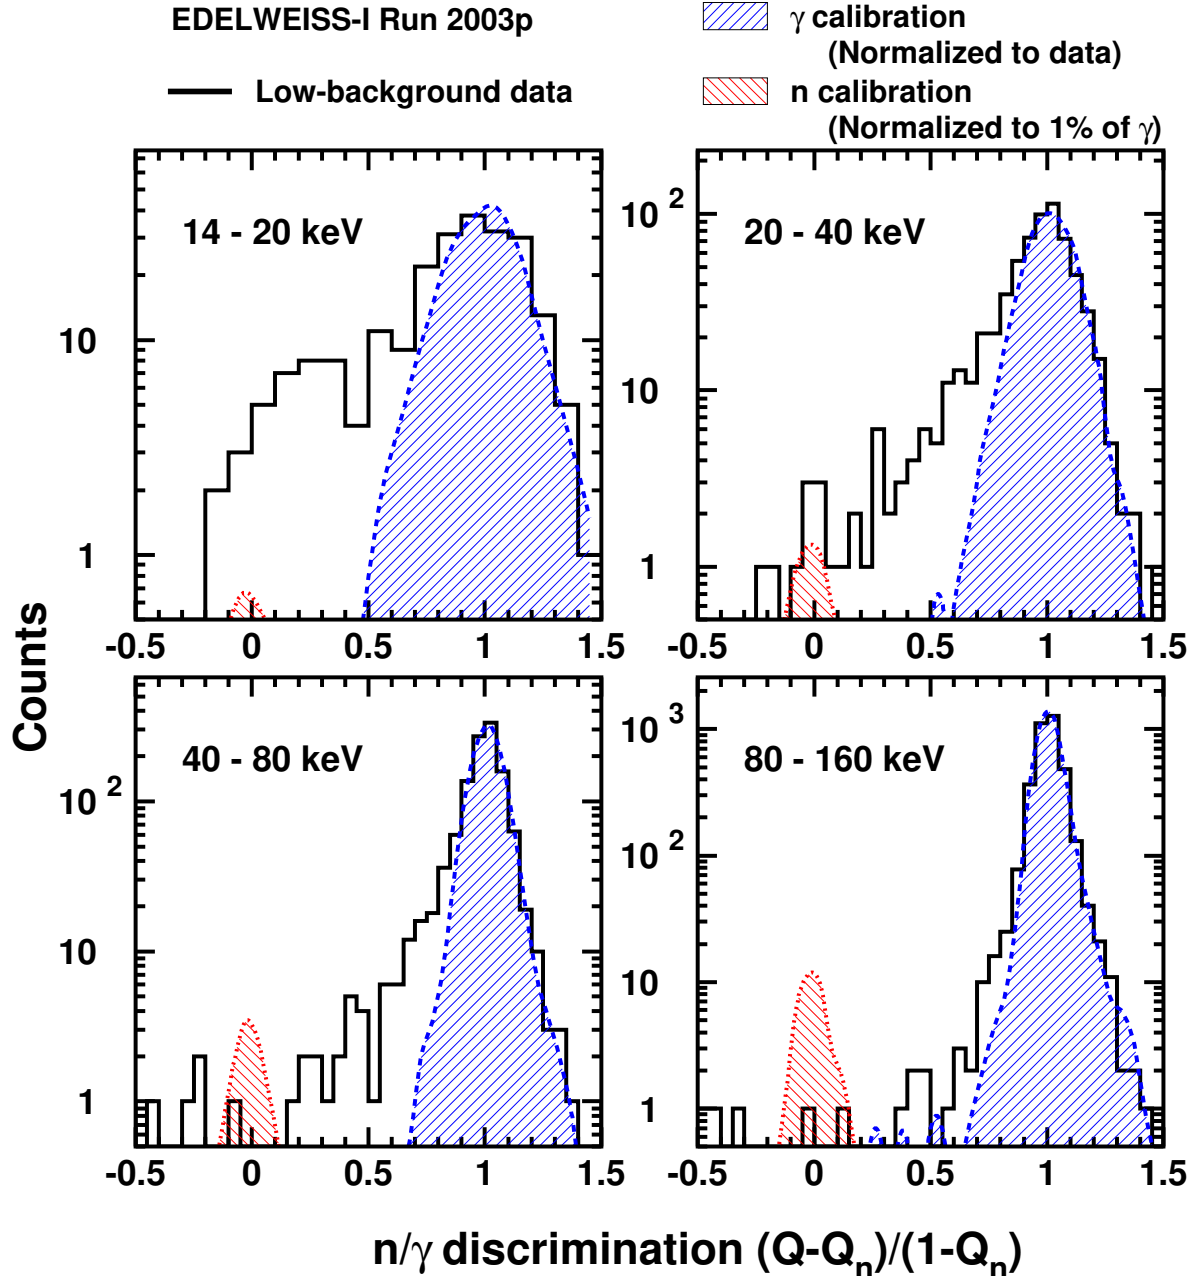 EDELWEISS-I Run 2003p
Low-background data
γ calibration
(Normalized to data)
n calibration
(Normalized to 1% of γ)
14 - 20 keV
10
1
-0.5 0 0.5 1 1.5
20 - 40 keV
10 2
10
1
-0.5 0 0.5 1 1.5
40 - 80 keV
10 2
10
1
-0.5 0 0.5 1 1.5
80 - 160 keV
10 3
10 2
10
1
-0.5 0 0.5 1 1.5
Counts
n/γ discrimination (Q-Qn)/(1-Qn)